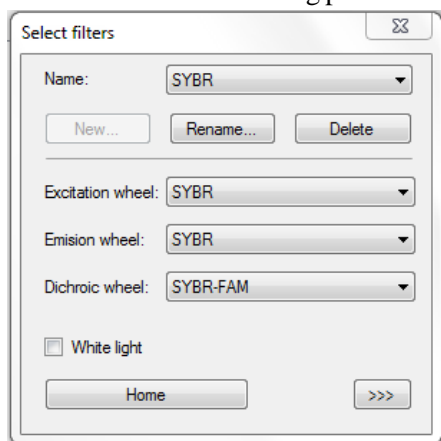 Select filters
Name: SYBR
New... Rename... Delete
Excitation wheel: SYBR
Emision wheel: SYBR
Dichroic wheel: SYBR-FAM
White light
Home >>>